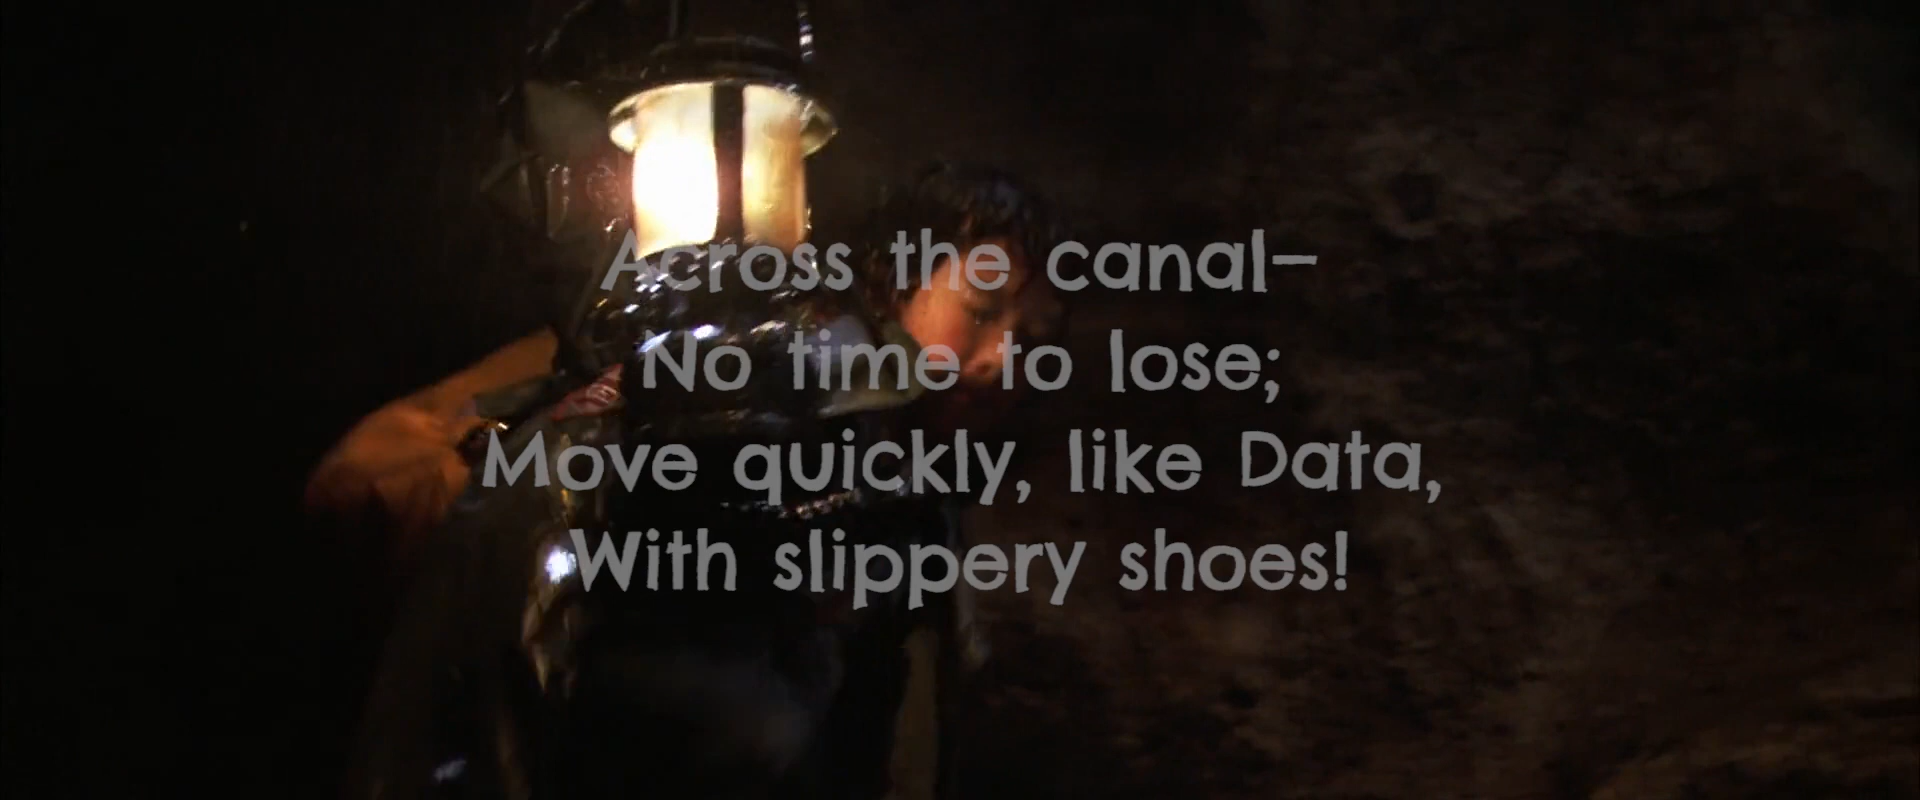 Across the canal—
No time to lose;
Move quickly, like Data,
With slippery shoes!